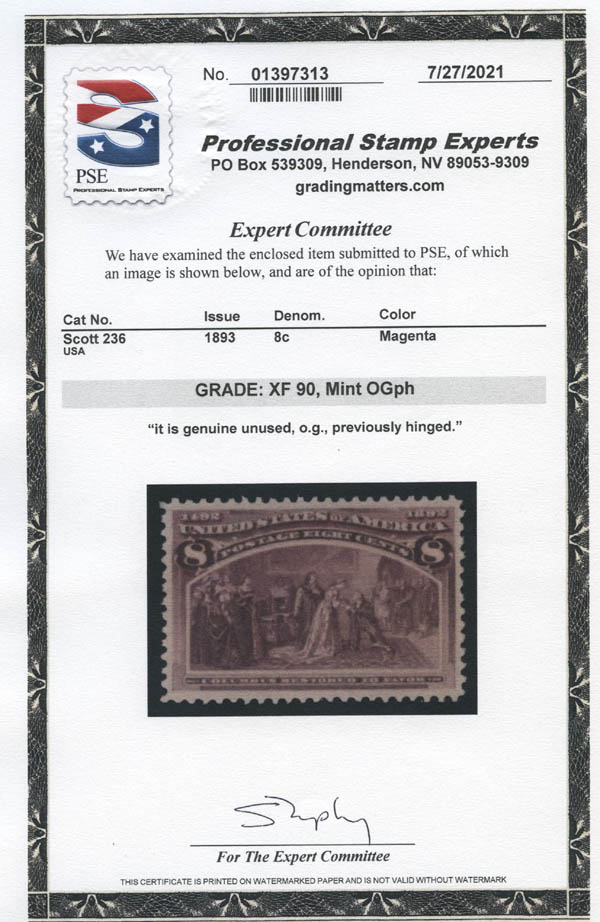 No. 01397313 7/27/2021
PSE
PROFESSIONAL STAMP EXPERTS
Professional Stamp Experts
PO Box 539309, Henderson, NV 89053-9309
gradingmatters.com
Expert Committee
We have examined the enclosed item submitted to PSE, of which
an image is shown below, and are of the opinion that:
Cat No. Issue Denom. Color
Scott 236 1893 8c Magenta
USA
GRADE: XF 90, Mint OGph
“it is genuine unused, o.g., previously hinged.”
1492 1892
UNITED STATES OF AMERICA
8 POSTAGE EIGHT CENTS 8
COLUMBUS RESTORED TO FAVOR
For The Expert Committee
THIS CERTIFICATE IS PRINTED ON WATERMARKED PAPER AND IS NOT VALID WITHOUT WATERMARK